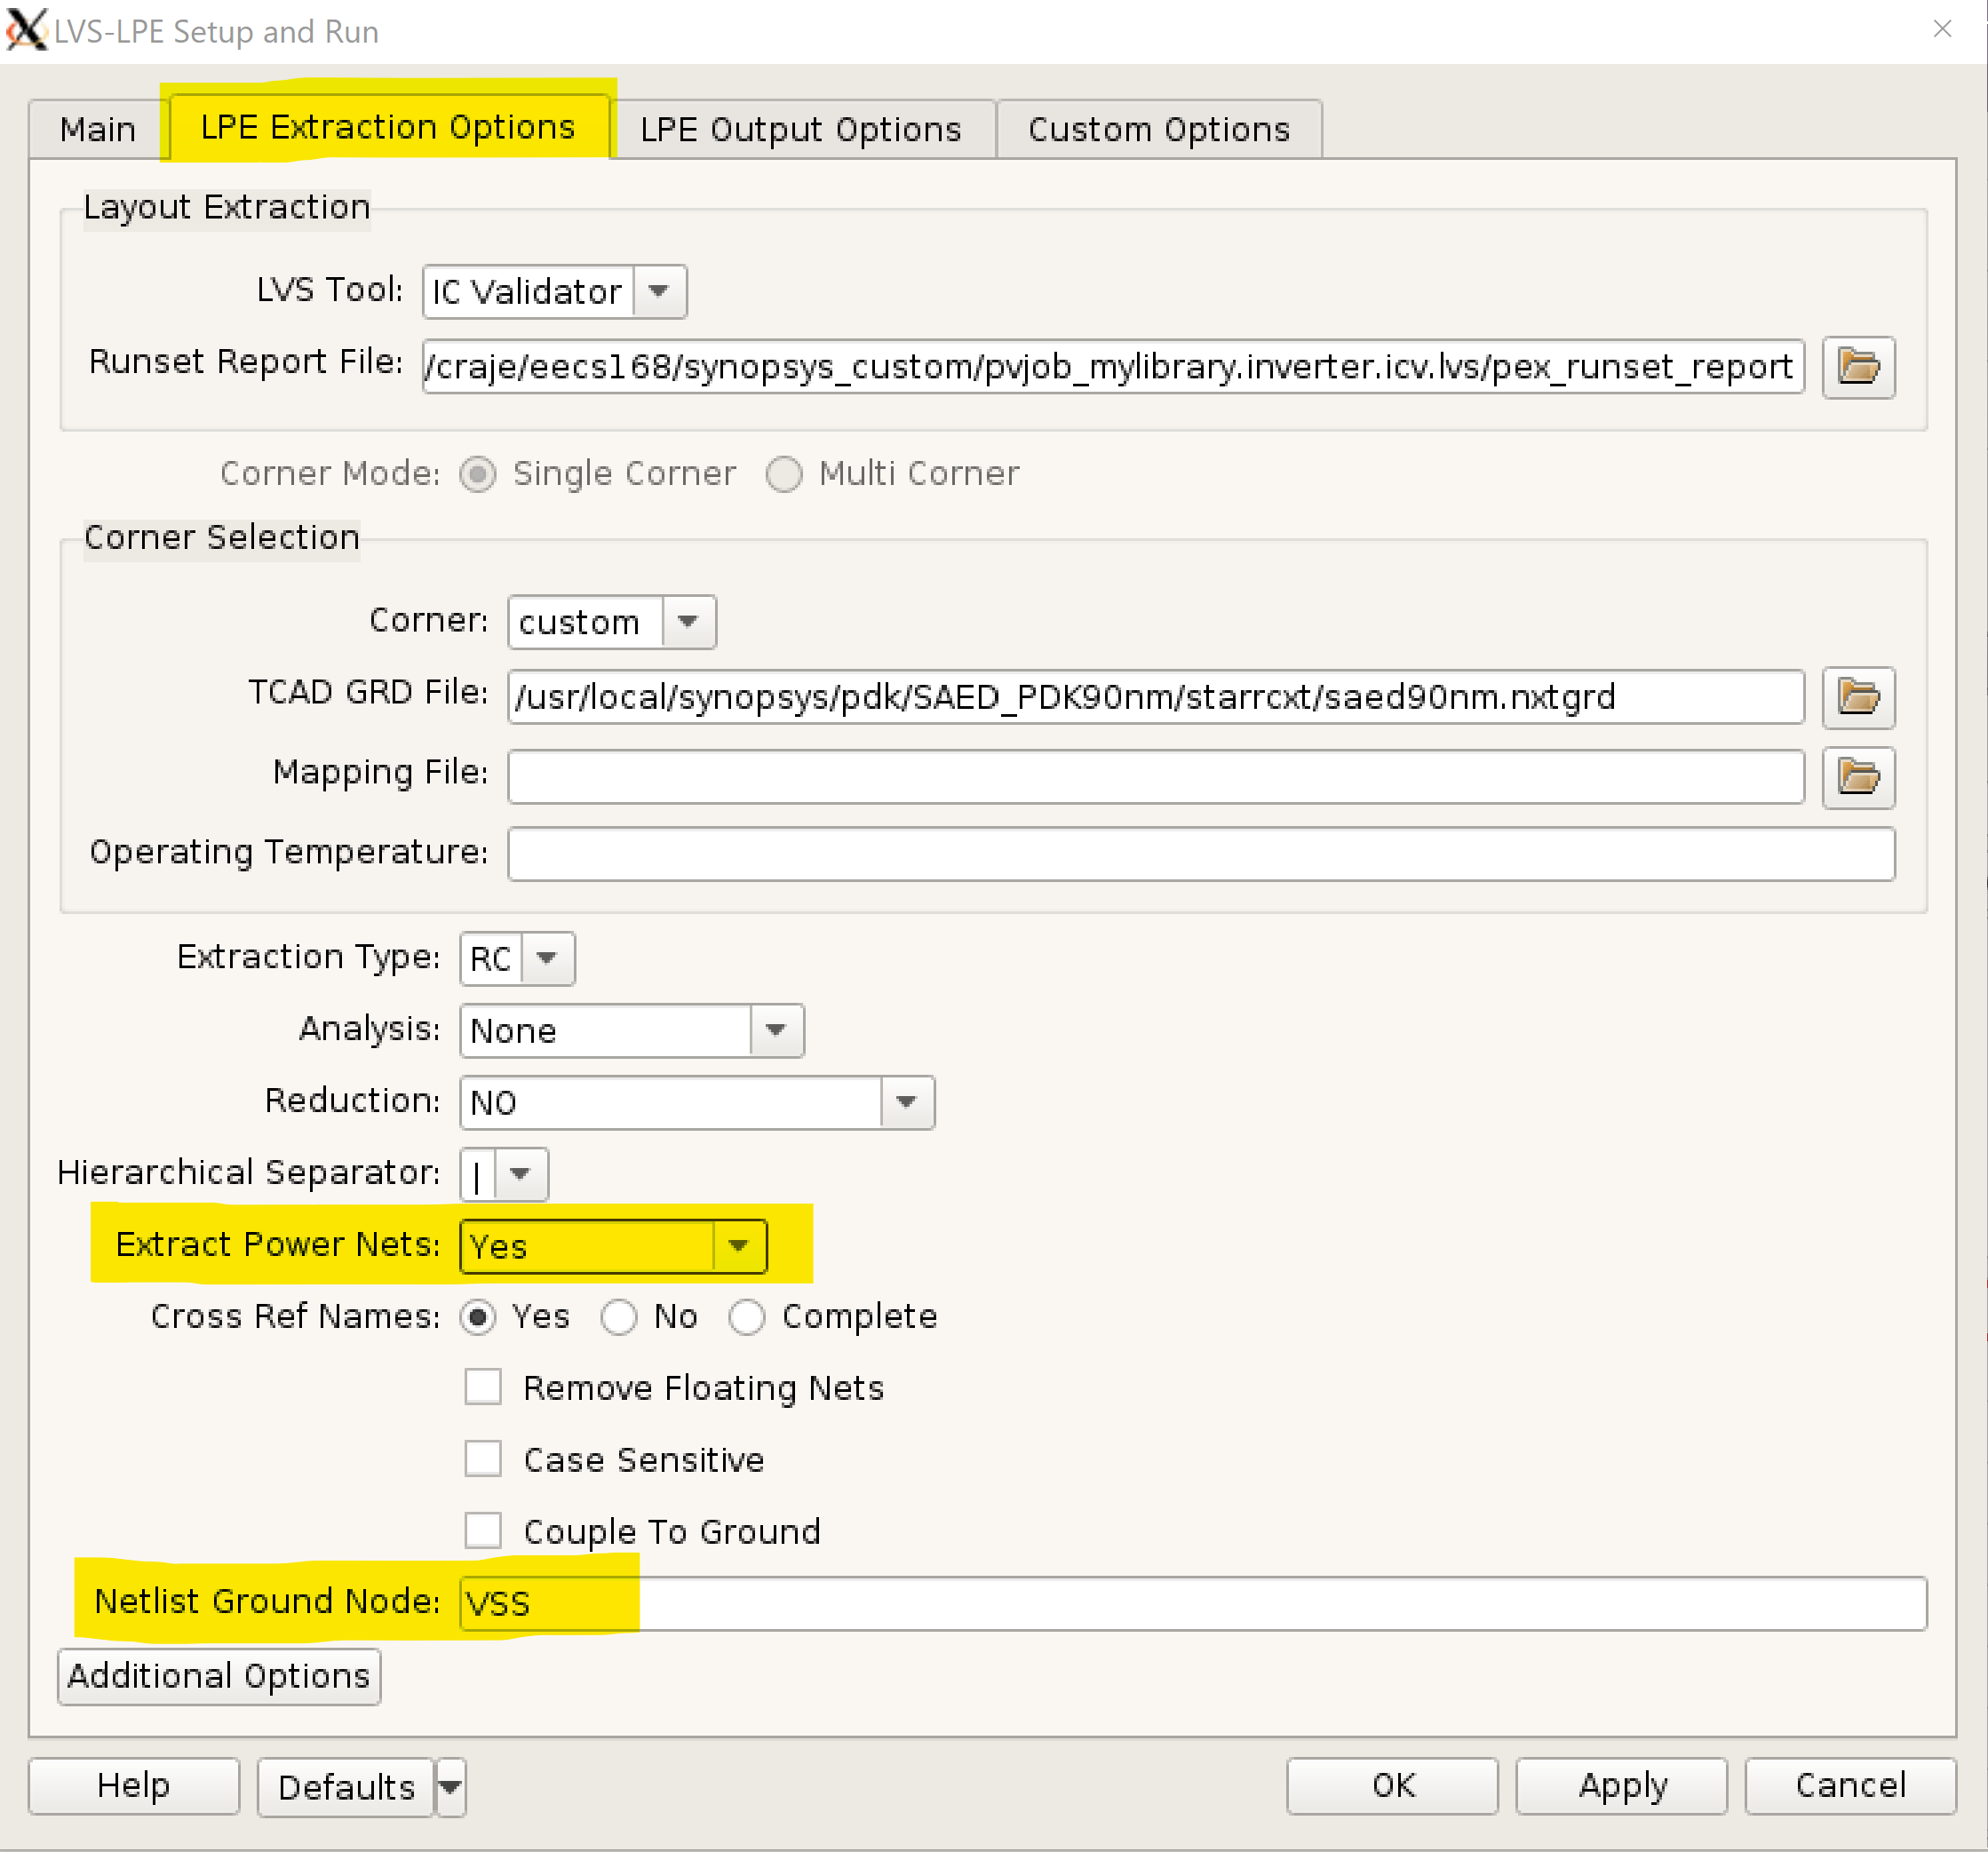 LVS-LPE Setup and Run
Main LPE Extraction Options LPE Output Options Custom Options
Layout Extraction
LVS Tool: IC Validator
Runset Report File: /craje/eecs168/synopsys_custom/pvjob_mylibrary.inverter.icv.lvs/pex_runset_report
Corner Mode: Single Corner Multi Corner
Corner Selection
Corner: custom
TCAD GRD File: /usr/local/synopsys/pdk/SAED_PDK90nm/starrcxt/saed90nm.nxtgrd
Mapping File:
Operating Temperature:
Extraction Type: RC
Analysis: None
Reduction: NO
Hierarchical Separator: |
Extract Power Nets: Yes
Cross Ref Names: Yes No Complete
Remove Floating Nets
Case Sensitive
Couple To Ground
Netlist Ground Node: VSS
Additional Options
Help Defaults OK Apply Cancel